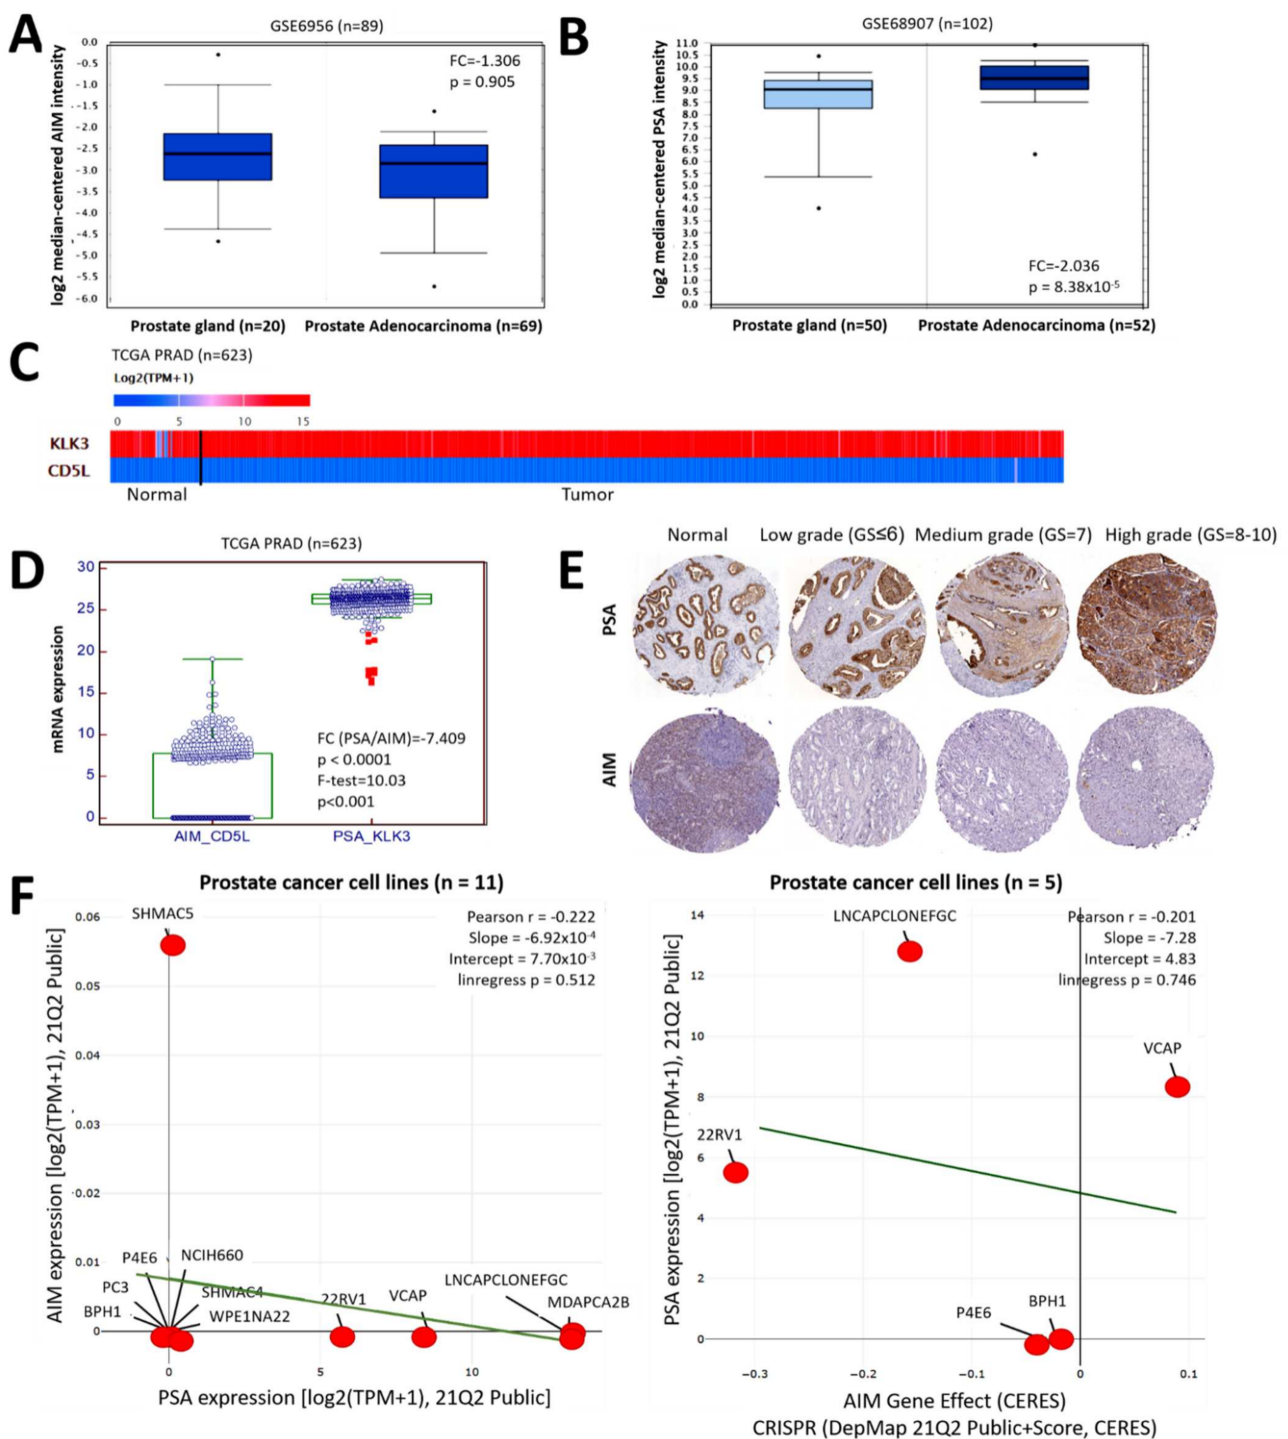 A
GSE6956 (n=89)
log2 median-centered AIM intensity
0.0
-0.5
-1.0
-1.5
-2.0
-2.5
-3.0
-3.5
-4.0
-4.5
-5.0
-5.5
-6.0
FC=-1.306
p = 0.905
Prostate gland (n=20)
Prostate Adenocarcinoma (n=69)
B
GSE68907 (n=102)
log2 median-centered PSA intensity
11.0
10.5
10.0
9.5
9.0
8.5
8.0
7.5
7.0
6.5
6.0
5.5
5.0
4.5
4.0
3.5
3.0
2.5
2.0
1.5
1.0
0.5
0.0
FC=-2.036
p = 8.38x10-5
Prostate gland (n=50)
Prostate Adenocarcinoma (n=52)
C
TCGA PRAD (n=623)
Log2(TPM+1)
0 5 10 15
KLK3
CD5L
Normal
Tumor
D
TCGA PRAD (n=623)
mRNA expression
30
25
20
15
10
5
0
FC (PSA/AIM)=-7.409
p < 0.0001
F-test=10.03
p<0.001
AIM_CD5L
PSA_KLK3
E
Normal
Low grade (GS≤6)
Medium grade (GS=7)
High grade (GS=8-10)
PSA
AIM
F
Prostate cancer cell lines (n = 11)
AIM expression [log2(TPM+1), 21Q2 Public]
0.06
0.05
0.04
0.03
0.02
0.01
0
SHMAC5
Pearson r = -0.222
Slope = -6.92x10-4
Intercept = 7.70x10-3
linregress p = 0.512
P4E6
NCIH660
PC3
SHMAC4
BPH1
WPE1NA22
22RV1
VCAP
LNCAPCLONEFGC
MDAPCA2B
0 5 10
PSA expression [log2(TPM+1), 21Q2 Public]
Prostate cancer cell lines (n = 5)
PSA expression [log2(TPM+1), 21Q2 Public]
14
12
10
8
6
4
2
0
LNCAPCLONEFGC
Pearson r = -0.201
Slope = -7.28
Intercept = 4.83
linregress p = 0.746
VCAP
22RV1
P4E6
BPH1
−0.3 −0.2 −0.1 0 0.1
AIM Gene Effect (CERES)
CRISPR (DepMap 21Q2 Public+Score, CERES)